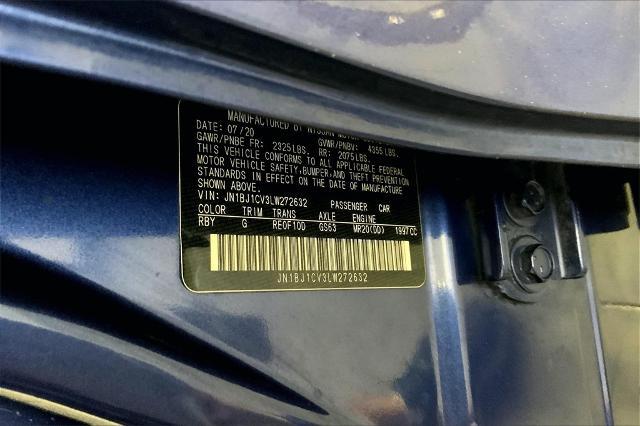 MANUFACTURED BY NISSAN MOTOR
DATE: 07/20 GVWR/PNBV: 4355 LBS.
GAWR/PNBE FR: 2325LBS. RR: 2075LBS.
THIS VEHICLE CONFORMS TO ALL APPLICABLE FEDERAL
MOTOR VEHICLE SAFETY,BUMPER,AND THEFT PREVENTION
STANDARDS IN EFFECT ON THE DATE OF MANUFACTURE
SHOWN ABOVE.
VIN: JN1BJ1CV3LW272632 PASSENGER CAR
COLOR TRIM TRANS AXLE ENGINE
RBY G RE0F10D GS63 MR20(DD) 1997CC
JN1BJ1CV3LW272632